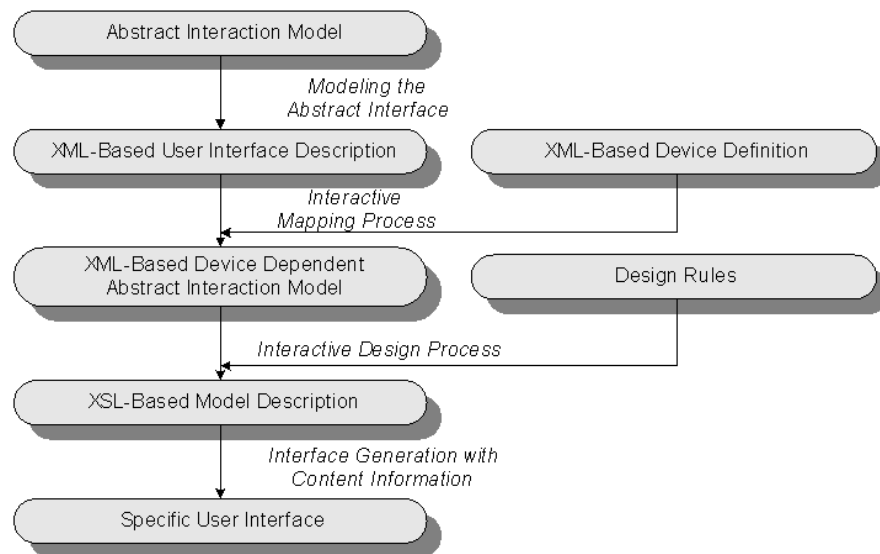 Abstract Interaction Model
Modeling the
Abstract Interface
XML-Based User Interface Description
XML-Based Device Definition
Interactive
Mapping Process
XML-Based Device Dependent
Abstract Interaction Model
Design Rules
Interactive Design Process
XSL-Based Model Description
Interface Generation with
Content Information
Specific User Interface